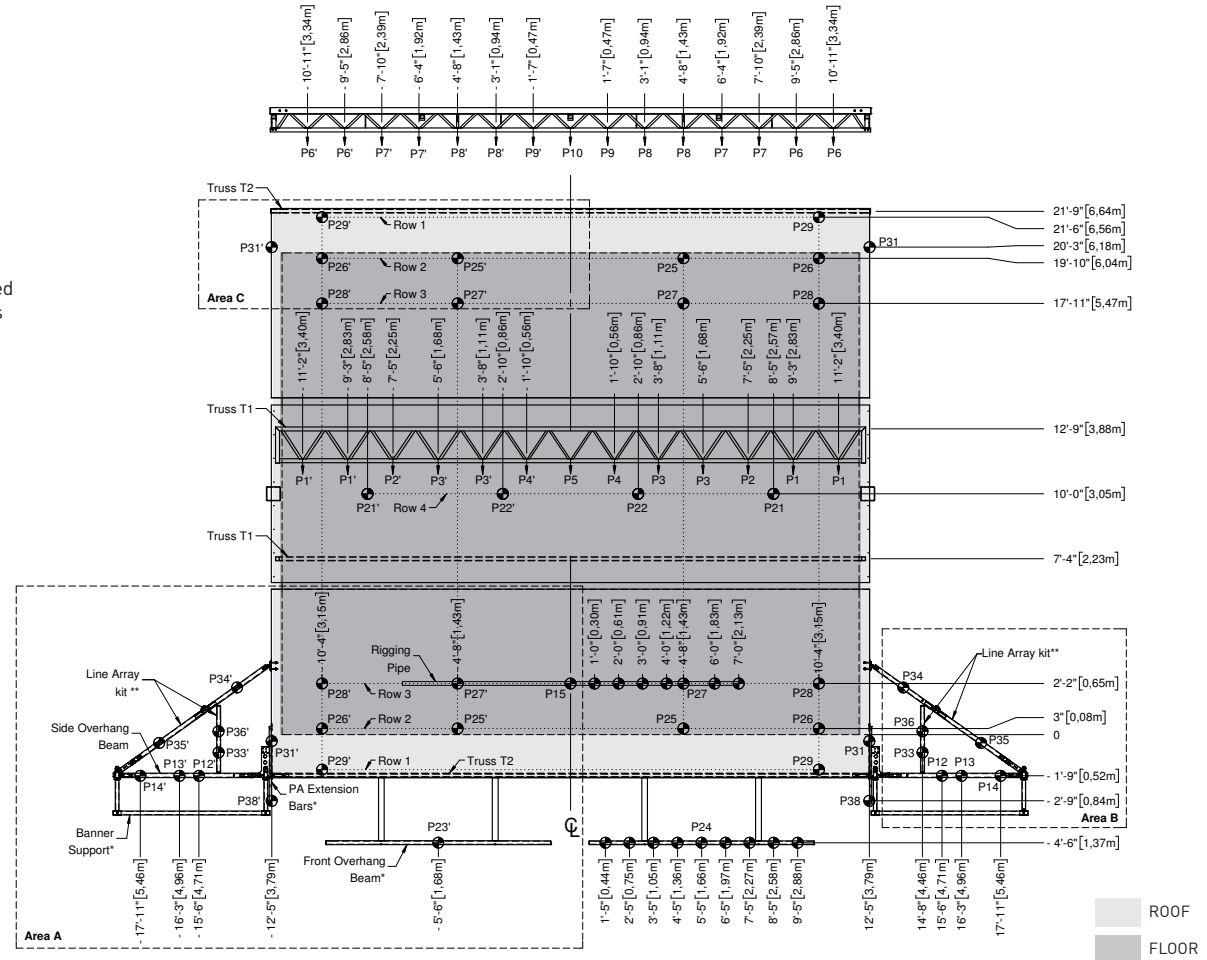 - 10'-11" [3,34m]
- 9'-5" [2,86m]
- 7'-10" [2,39m]
- 6'-4" [1,92m]
- 4'-8" [1,43m]
- 3'-1" [0,94m]
- 1'-7" [0,47m]
1'-7" [0,47m]
3'-1" [0,94m]
4'-8" [1,43m]
6'-4" [1,92m]
7'-10" [2,39m]
9'-5" [2,86m]
10'-11" [3,34m]
P6' P6' P7' P7' P8' P8' P9' P10 P9 P8 P8 P7 P7 P6 P6
Truss T2
21'-9" [6,64m]
P29' Row 1 P29
21'-6" [6,56m]
P31' P31
20'-3" [6,18m]
P26' Row 2 P25' P25 P26
19'-10" [6,04m]
ed
s
Area C
P28' Row 3 P27' P27 P28
17'-11" [5,47m]
- 11'-2" [3,40m]
- 9'-3" [2,83m]
- 8'-5" [2,58m]
- 7'-5" [2,25m]
- 5'-6" [1,68m]
- 3'-8" [1,11m]
- 2'-10" [0,86m]
- 1'-10" [0,56m]
1'-10" [0,56m]
2'-10" [0,86m]
3'-8" [1,11m]
5'-6" [1,68m]
7'-5" [2,25m]
8'-5" [2,57m]
9'-3" [2,83m]
11'-2" [3,40m]
Truss T1
12'-9" [3,88m]
P1' P1' P2' P3' P3' P4' P5 P4 P3 P3 P2 P1 P1
P21' Row 4 P22' P22 P21
10'-0" [3,05m]
Truss T1
7'-4" [2,23m]
- 10'-4" [3,15m]
- 4'-8" [1,43m]
1'-0" [0,30m]
2'-0" [0,61m]
3'-0" [0,91m]
4'-0" [1,22m]
4'-8" [1,43m]
6'-0" [1,83m]
7'-0" [2,13m]
10'-4" [3,15m]
Rigging
Pipe
Line Array
kit **
Line Array kit**
P34' P28' Row 3 P27' P15 P27 P28 P34
2'-2" [0,65m]
Side Overhang
Beam
P36' P26' Row 2 P25' P25 P26 P36
3" [0,08m]
0
P35' P33' P31' P31 P33 P35
P29' Row 1 Truss T2 P29
P14' P13' P12' P12 P13 P14
- 1'-9" [0,52m]
PA Extension
Bars*
P38' P38
- 2'-9" [0,84m]
Area B
Banner
Support*
P23' ℄ P24
- 4'-6" [1,37m]
Front Overhang
Beam*
- 17'-11" [5,46m]
- 16'-3" [4,96m]
- 15'-6" [4,71m]
- 12'-5" [3,79m]
- 5'-6" [1,68m]
1'-5" [0,44m]
2'-5" [0,75m]
3'-5" [1,05m]
4'-5" [1,36m]
5'-5" [1,66m]
6'-5" [1,97m]
7'-5" [2,27m]
8'-5" [2,58m]
9'-5" [2,88m]
12'-5" [3,79m]
14'-8" [4,46m]
15'-6" [4,71m]
16'-3" [4,96m]
17'-11" [5,46m]
Area A
ROOF
FLOOR